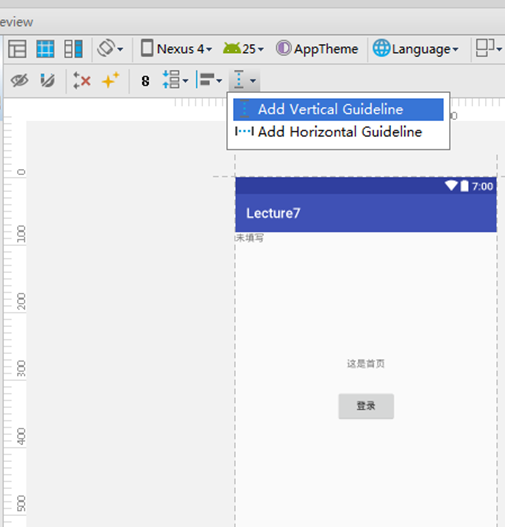 eview
Nexus 4 25 AppTheme Language
8
Add Vertical Guideline
Add Horizontal Guideline
00
0
7:00
Lecture7
100
未填写
200
300
这是首页
登录
400
500